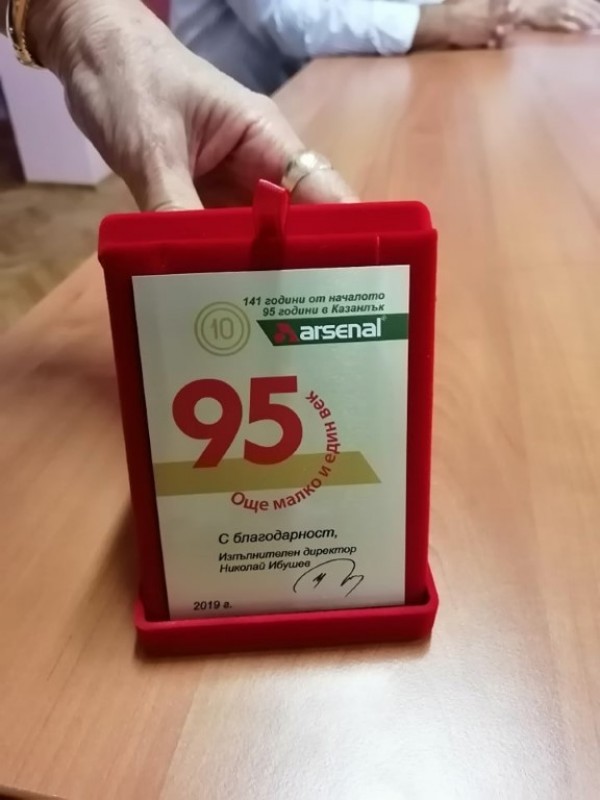 141 години от началото
95 години в Казанлък
10
arsenal®
95
Още малко и един век
С благодарност,
Изпълнителен директор
Николай Ибушев
2019 г.